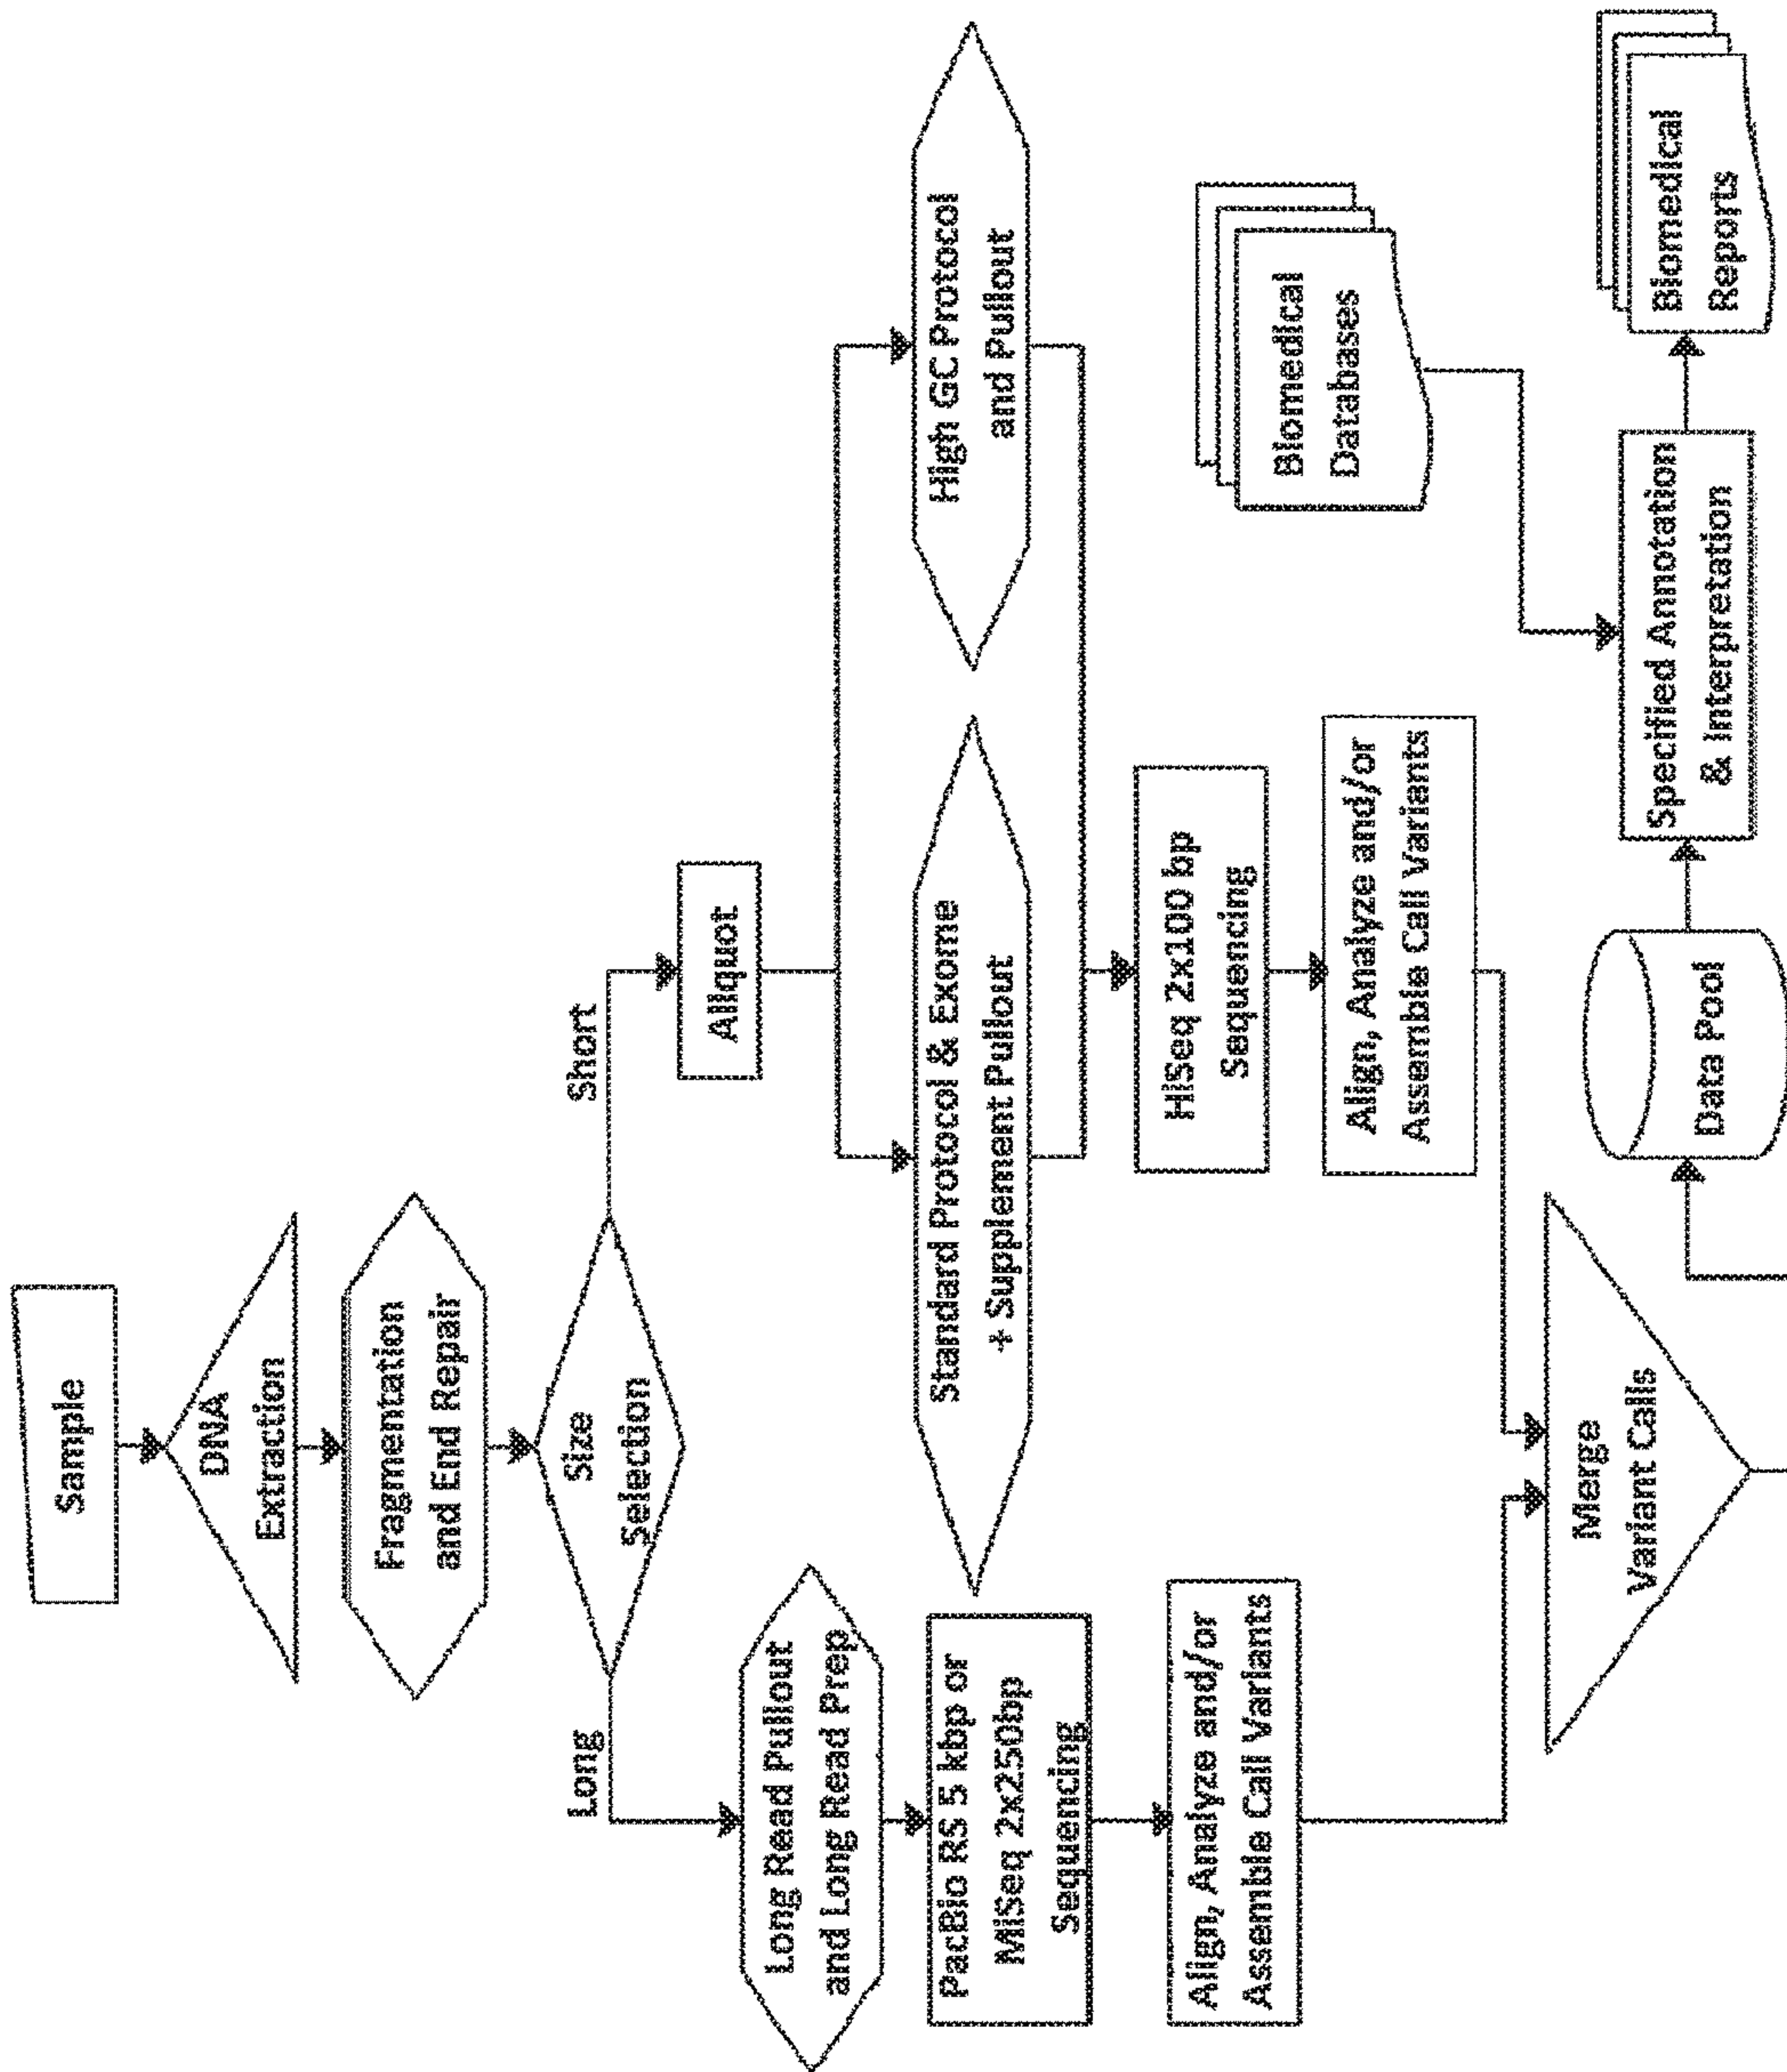 Sample
DNA
Extraction
Fragmentation
and End Repair
Size
Selection
Long
Short
Long Read Pullout
and Long Read Prep
PacBio RS 5 kbp or
MiSeq 2x250bp
Sequencing
Align, Analyze and/or
Assemble Call Variants
Aliquot
Standard Protocol & Exome
+ Supplement Pullout
High GC Protocol
and Pullout
HiSeq 2x100 bp
Sequencing
Align, Analyze and/or
Assemble Call Variants
Merge
Variant Calls
Data Pool
Biomedical
Databases
Specified Annotation
& Interpretation
Biomedical
Reports